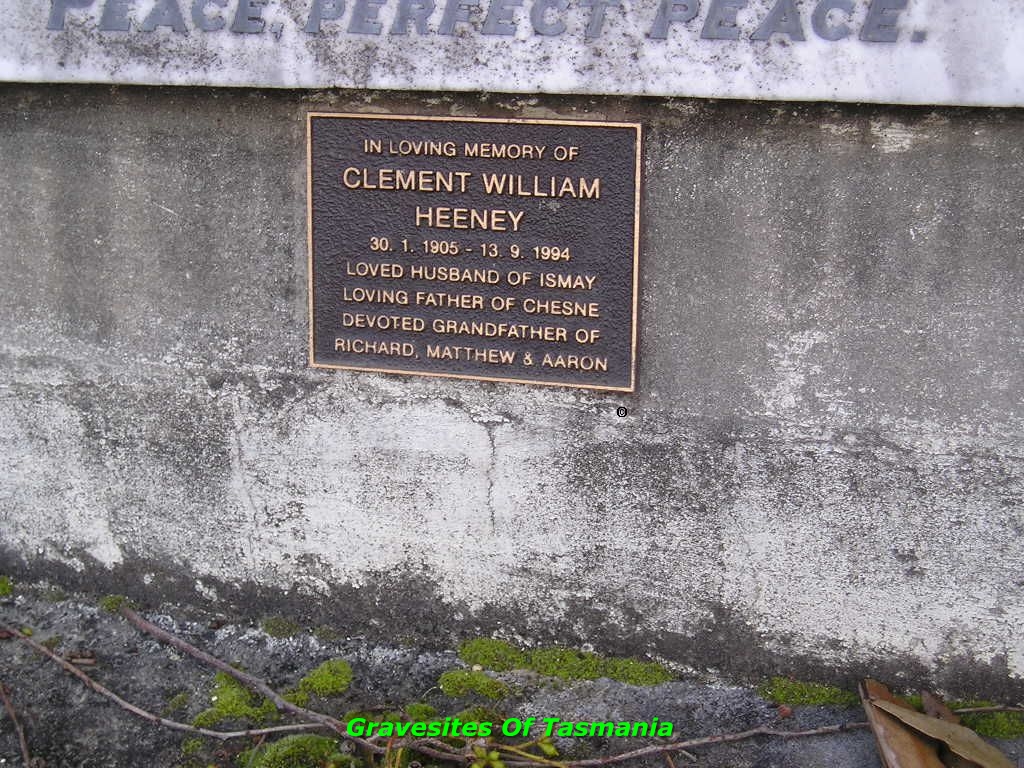 PEACE, PERFECT PEACE.
IN LOVING MEMORY OF
CLEMENT WILLIAM
HEENEY
30. 1. 1905 - 13. 9. 1994
LOVED HUSBAND OF ISMAY
LOVING FATHER OF CHESNE
DEVOTED GRANDFATHER OF
RICHARD, MATTHEW & AARON
©
Gravesites Of Tasmania